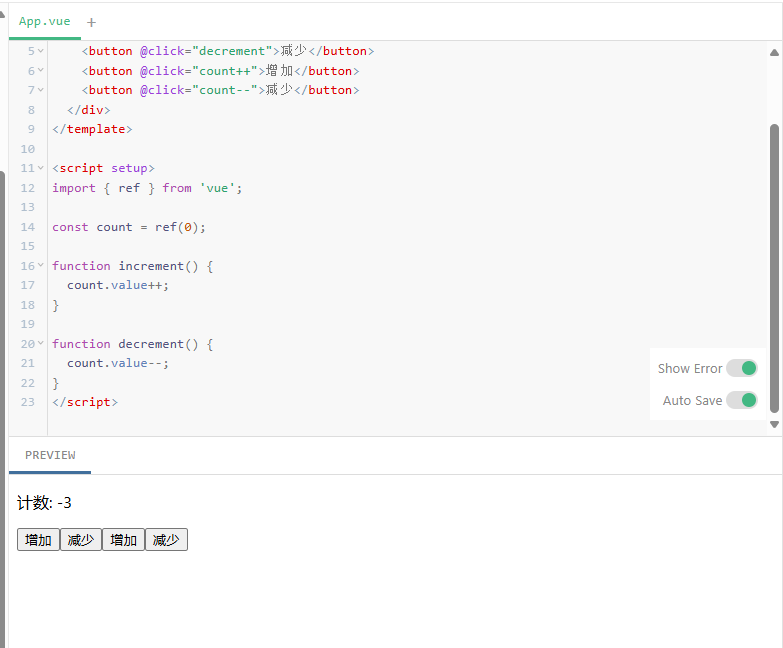 App.vue +
5 <button @click="decrement">减少</button>
6 <button @click="count++">增加</button>
7 <button @click="count--">减少</button>
8 </div>
9 </template>
10
11 <script setup>
12 import { ref } from 'vue';
13
14 const count = ref(0);
15
16 function increment() {
17 count.value++;
18 }
19
20 function decrement() {
21 count.value--;
22 }
23 </script>
Show Error
Auto Save
PREVIEW
计数: -3
增加 减少 增加 减少